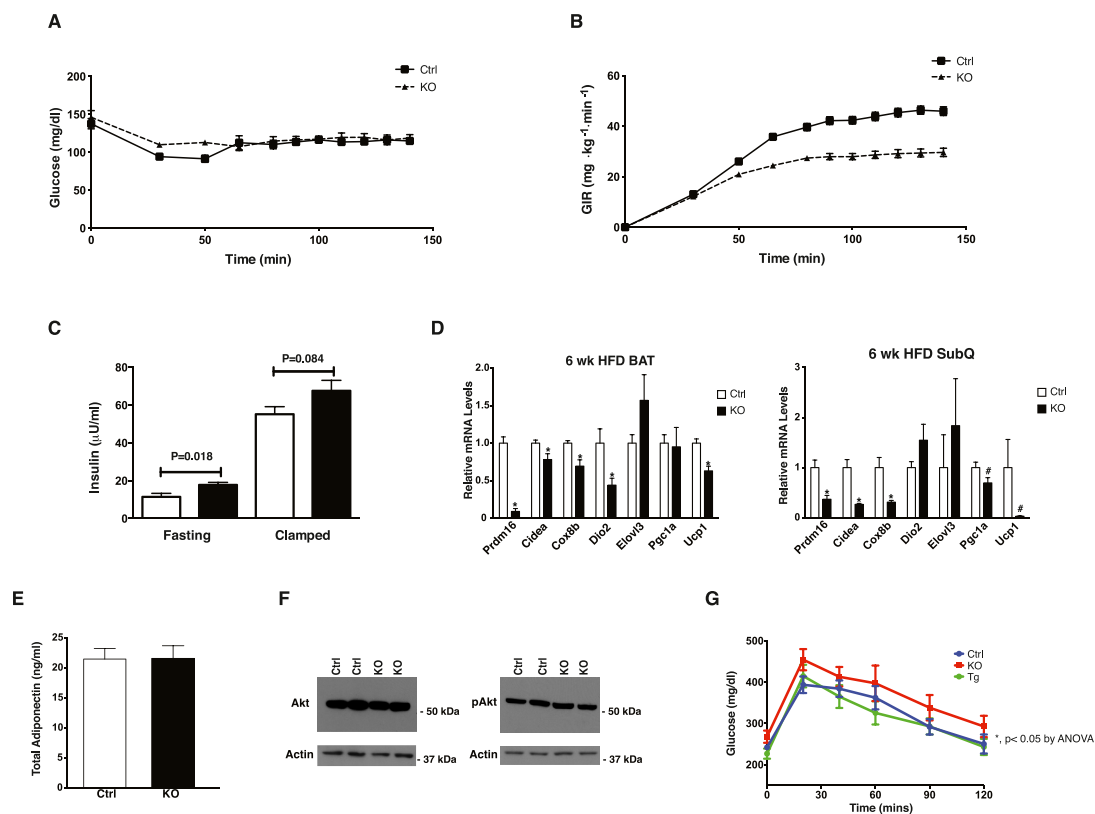 A
Ctrl
KO
Glucose (mg/dl)
200
150
100
50
0
0
50
100
150
Time (min)
B
Ctrl
KO
GIR (mg ·kg⁻¹·min⁻¹)
60
40
20
0
0
50
100
150
Time (min)
C
Insulin (µU/ml)
80
60
40
20
0
P=0.018
P=0.084
Fasting
Clamped
D
6 wk HFD BAT
Ctrl
KO
Relative mRNA Levels
2.0
1.5
1.0
0.5
0
*
*
*
*
*
Prdm16
Cidea
Cox8b
Dio2
Elovl3
Pgc1a
Ucp1
6 wk HFD SubQ
Ctrl
KO
Relative mRNA Levels
3
2
1
0
*
*
*
#
#
Prdm16
Cidea
Cox8b
Dio2
Elovl3
Pgc1a
Ucp1
E
Total Adiponectin (ng/ml)
25
20
15
10
5
0
Ctrl
KO
F
Ctrl
Ctrl
KO
KO
Akt
- 50 kDa
Actin
- 37 kDa
Ctrl
Ctrl
KO
KO
pAkt
- 50 kDa
Actin
- 37 kDa
G
Ctrl
KO
Tg
Glucose (mg/dl)
500
400
300
200
0
30
60
90
120
Time (mins)
*, p< 0.05 by ANOVA